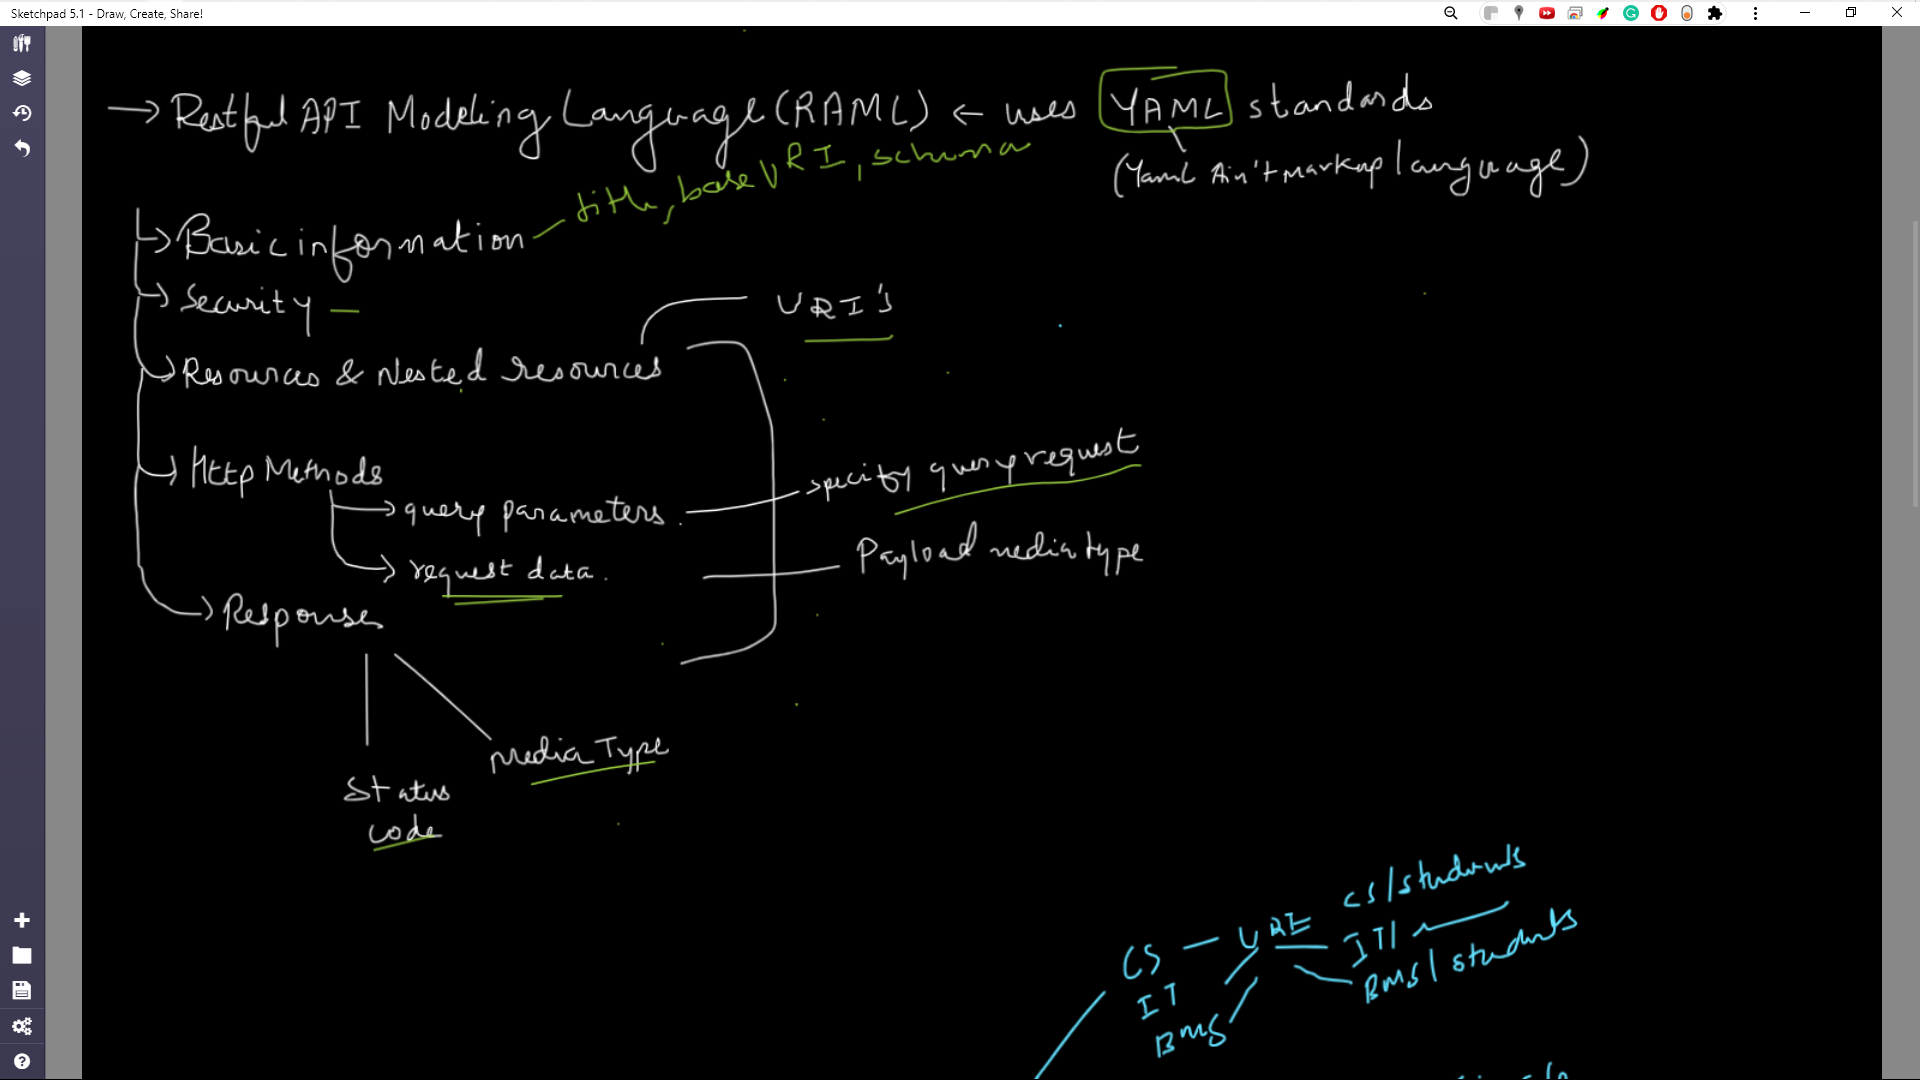 Sketchpad 5.1 - Draw, Create, Share!
→ Restful API Modeling Language (RAML) ← uses YAML standards
(Yaml Ain't markup language)
→ Basic information – title, base URI, schema
→ Security –
→ Resources & Nested resources
URI's
→ Http Methods
→ query parameters. specify query request
→ request data. Payload media type
→ Responses
Media Type
Status
code
CS – URI CS/students
IT IT/
BMS BMS/students